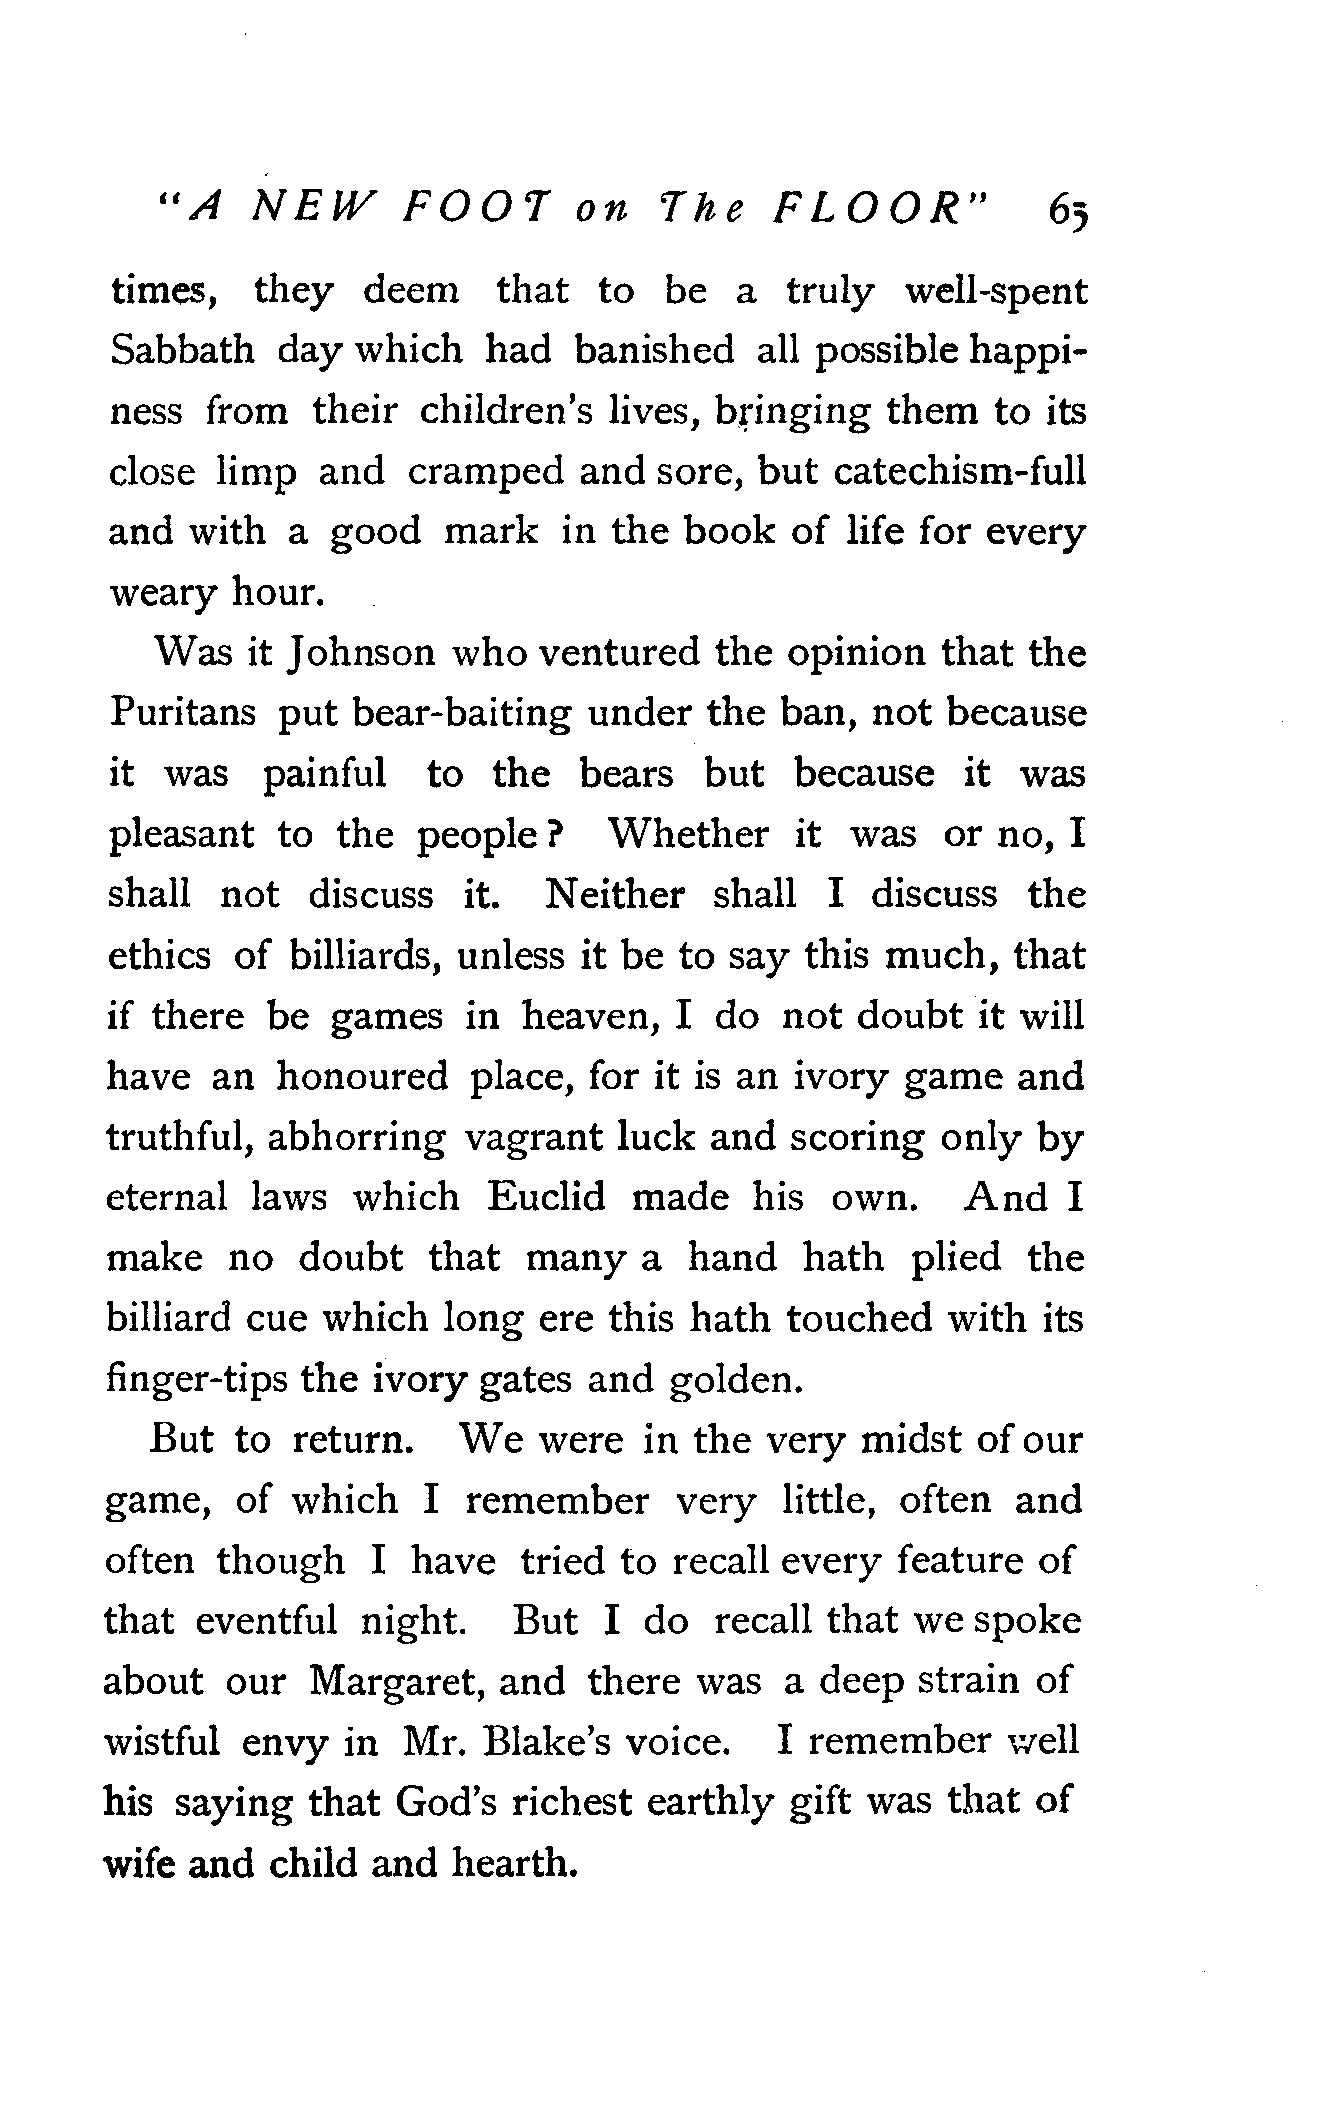 "A NEW FOOT on The FLOOR" 65
times, they deem that to be a truly well-spent
Sabbath day which had banished all possible happi-
ness from their children's lives, bringing them to its
close limp and cramped and sore, but catechism-full
and with a good mark in the book of life for every
weary hour.
Was it Johnson who ventured the opinion that the
Puritans put bear-baiting under the ban, not because
it was painful to the bears but because it was
pleasant to the people? Whether it was or no, I
shall not discuss it. Neither shall I discuss the
ethics of billiards, unless it be to say this much, that
if there be games in heaven, I do not doubt it will
have an honoured place, for it is an ivory game and
truthful, abhorring vagrant luck and scoring only by
eternal laws which Euclid made his own. And I
make no doubt that many a hand hath plied the
billiard cue which long ere this hath touched with its
finger-tips the ivory gates and golden.
But to return. We were in the very midst of our
game, of which I remember very little, often and
often though I have tried to recall every feature of
that eventful night. But I do recall that we spoke
about our Margaret, and there was a deep strain of
wistful envy in Mr. Blake's voice. I remember well
his saying that God's richest earthly gift was that of
wife and child and hearth.